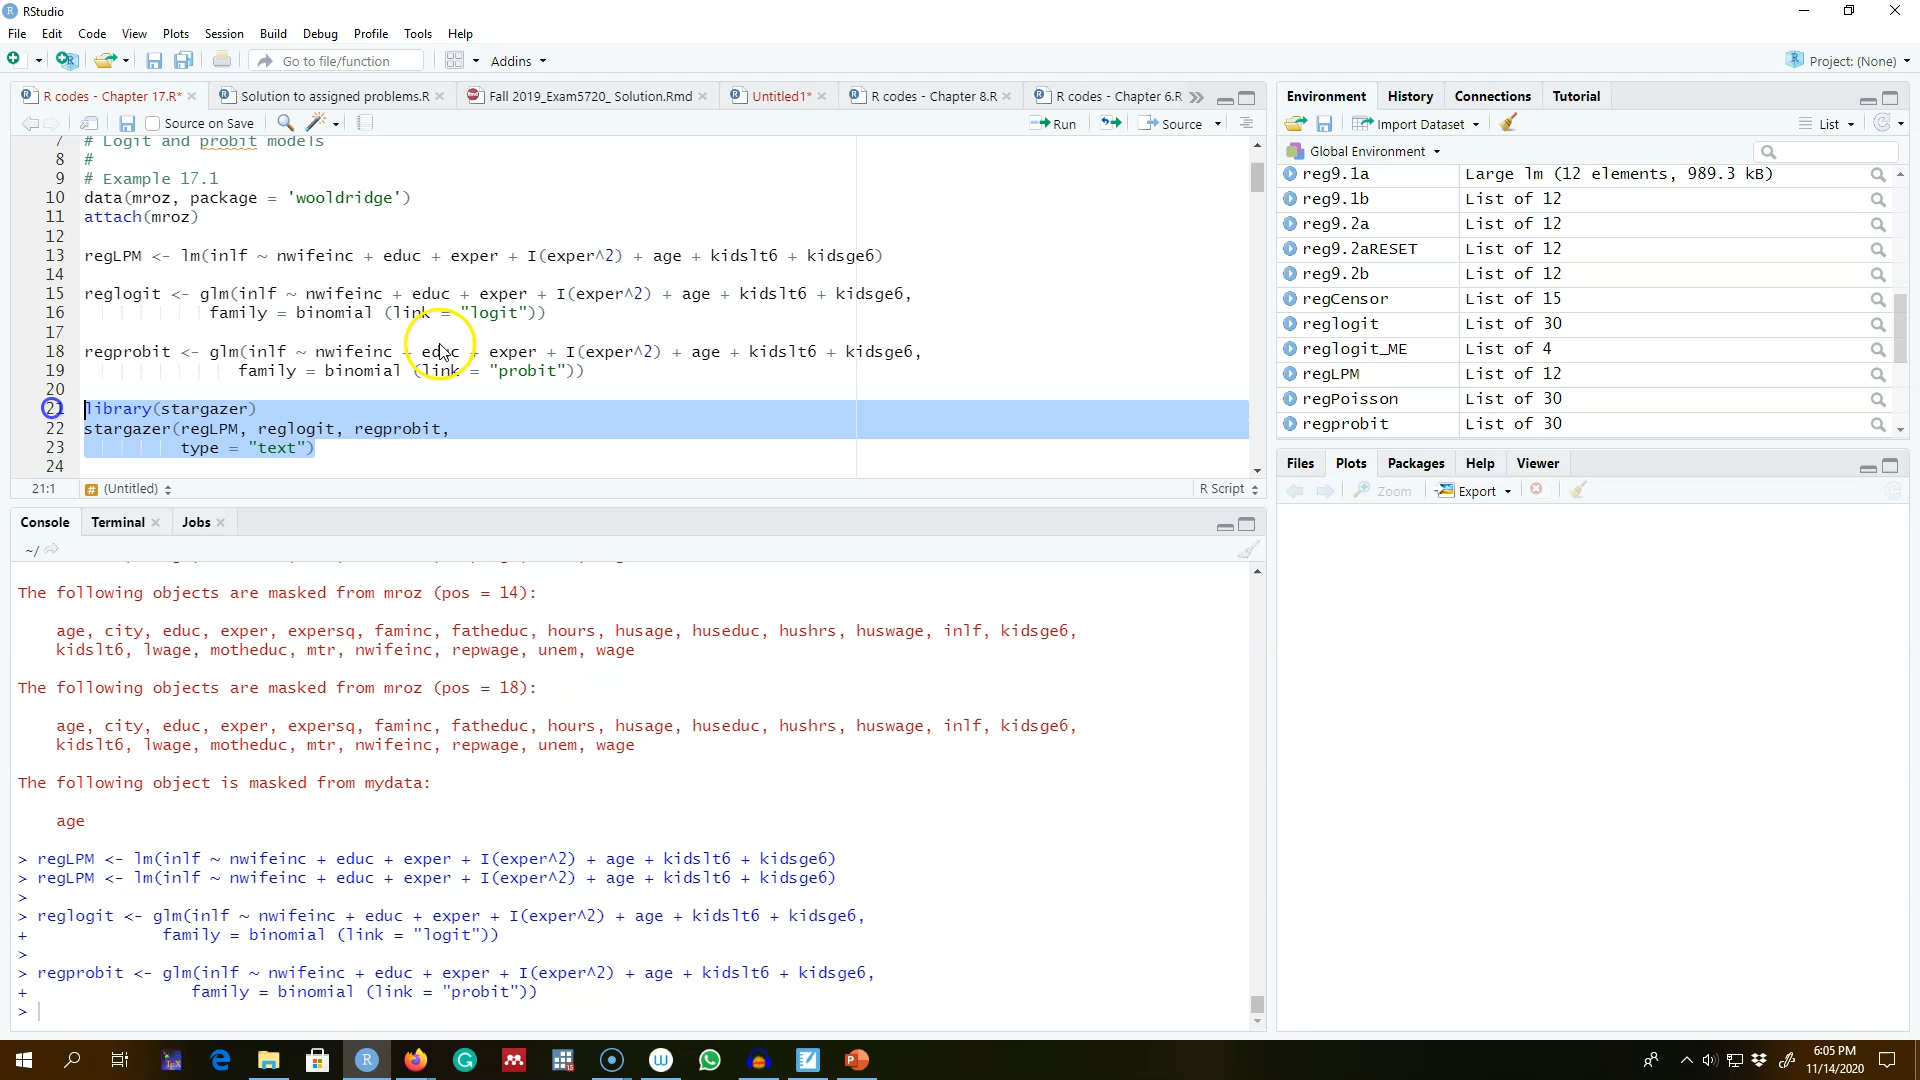 RStudio
File Edit Code View Plots Session Build Debug Profile Tools Help
Go to file/function Addins Project: (None)
R codes - Chapter 17.R* Solution to assigned problems.R Fall 2019_Exam5720_ Solution.Rmd Untitled1* R codes - Chapter 8.R R codes - Chapter 6.R
Source on Save Run Source
7 # Logit and probit models
8 #
9 # Example 17.1
10 data(mroz, package = 'wooldridge')
11 attach(mroz)
12
13 regLPM <- lm(inlf ~ nwifeinc + educ + exper + I(exper^2) + age + kidslt6 + kidsge6)
14
15 reglogit <- glm(inlf ~ nwifeinc + educ + exper + I(exper^2) + age + kidslt6 + kidsge6,
16 family = binomial (link = "logit"))
17
18 regprobit <- glm(inlf ~ nwifeinc + educ + exper + I(exper^2) + age + kidslt6 + kidsge6,
19 family = binomial (link = "probit"))
20
21 library(stargazer)
22 stargazer(regLPM, reglogit, regprobit,
23 type = "text")
24
21:1 (Untitled) R Script
Console Terminal Jobs
~/
The following objects are masked from mroz (pos = 14):
age, city, educ, exper, expersq, faminc, fatheduc, hours, husage, huseduc, hushrs, huswage, inlf, kidsge6,
kidslt6, lwage, motheduc, mtr, nwifeinc, repwage, unem, wage
The following objects are masked from mroz (pos = 18):
age, city, educ, exper, expersq, faminc, fatheduc, hours, husage, huseduc, hushrs, huswage, inlf, kidsge6,
kidslt6, lwage, motheduc, mtr, nwifeinc, repwage, unem, wage
The following object is masked from mydata:
age
> regLPM <- lm(inlf ~ nwifeinc + educ + exper + I(exper^2) + age + kidslt6 + kidsge6)
> regLPM <- lm(inlf ~ nwifeinc + educ + exper + I(exper^2) + age + kidslt6 + kidsge6)
>
> reglogit <- glm(inlf ~ nwifeinc + educ + exper + I(exper^2) + age + kidslt6 + kidsge6,
+ family = binomial (link = "logit"))
>
> regprobit <- glm(inlf ~ nwifeinc + educ + exper + I(exper^2) + age + kidslt6 + kidsge6,
+ family = binomial (link = "probit"))
>
Environment History Connections Tutorial
Import Dataset List
Global Environment
reg9.1a Large lm (12 elements, 989.3 kB)
reg9.1b List of 12
reg9.2a List of 12
reg9.2aRESET List of 12
reg9.2b List of 12
regCensor List of 15
reglogit List of 30
reglogit_ME List of 4
regLPM List of 12
regPoisson List of 30
regprobit List of 30
Files Plots Packages Help Viewer
Zoom Export
6:05 PM
11/14/2020